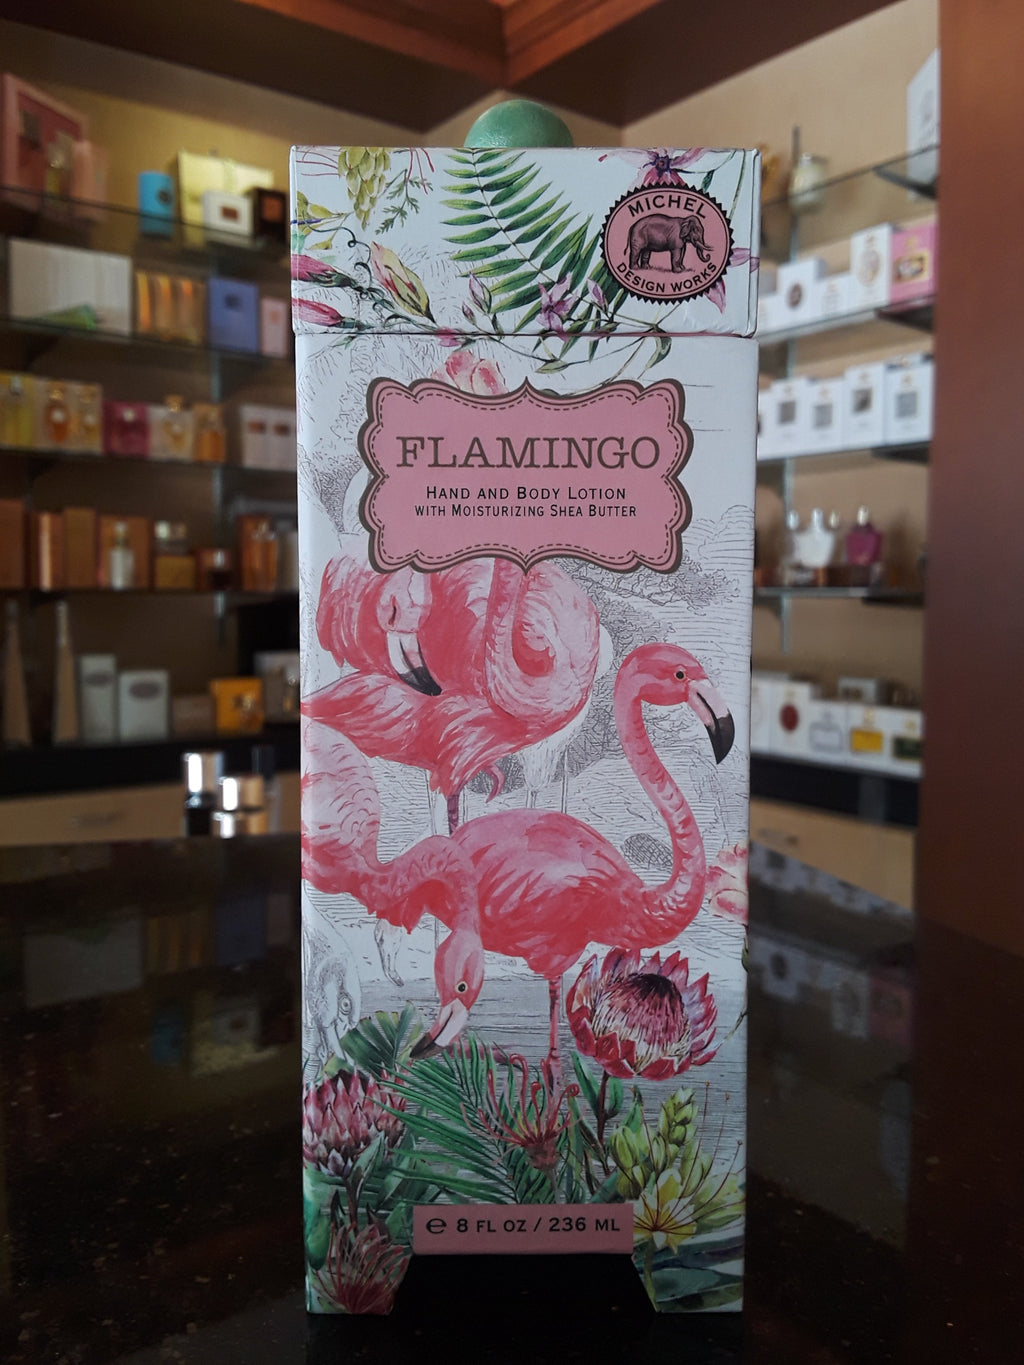 MICHEL
DESIGN WORKS
FLAMINGO
HAND AND BODY LOTION
WITH MOISTURIZING SHEA BUTTER
℮ 8 FL OZ / 236 ML